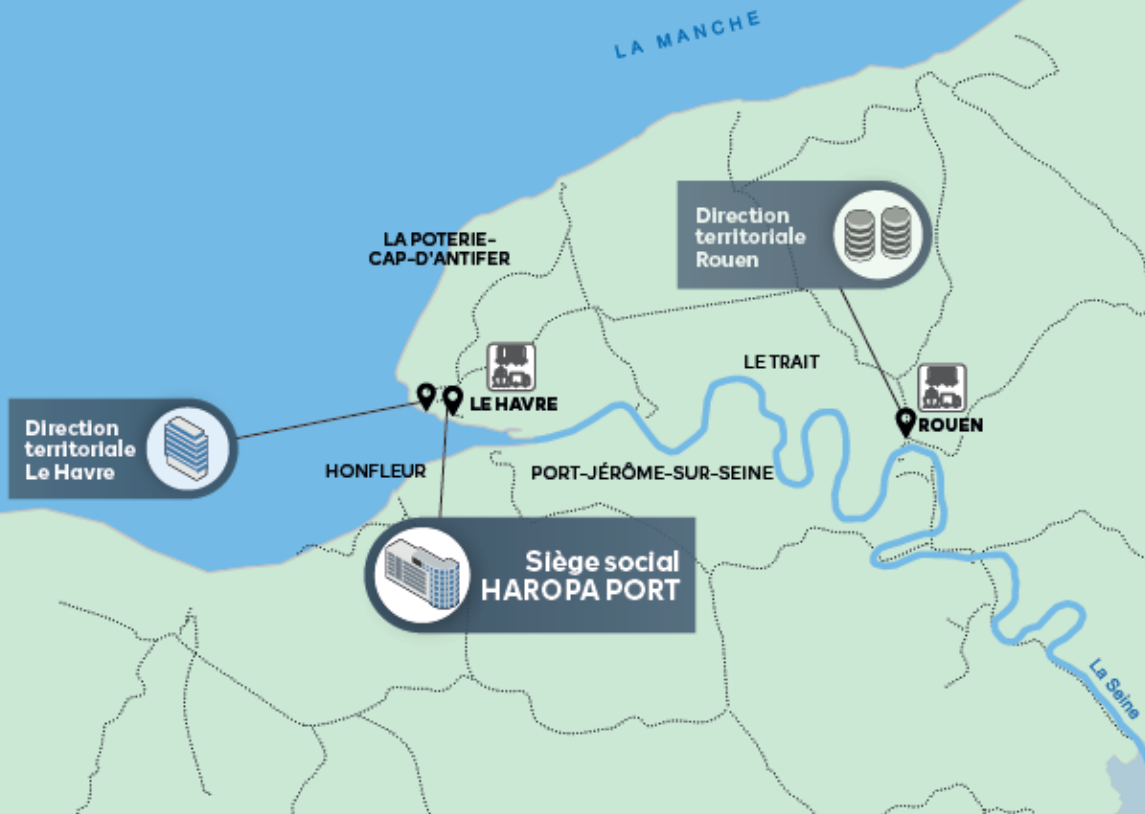 LA MANCHE
Direction
territoriale
Rouen
LA POTERIE-
CAP-D'ANTIFER
LE TRAIT
LE HAVRE
ROUEN
Direction
territoriale
Le Havre
HONFLEUR
PORT-JÉRÔME-SUR-SEINE
Siège social
HAROPA PORT
La Seine